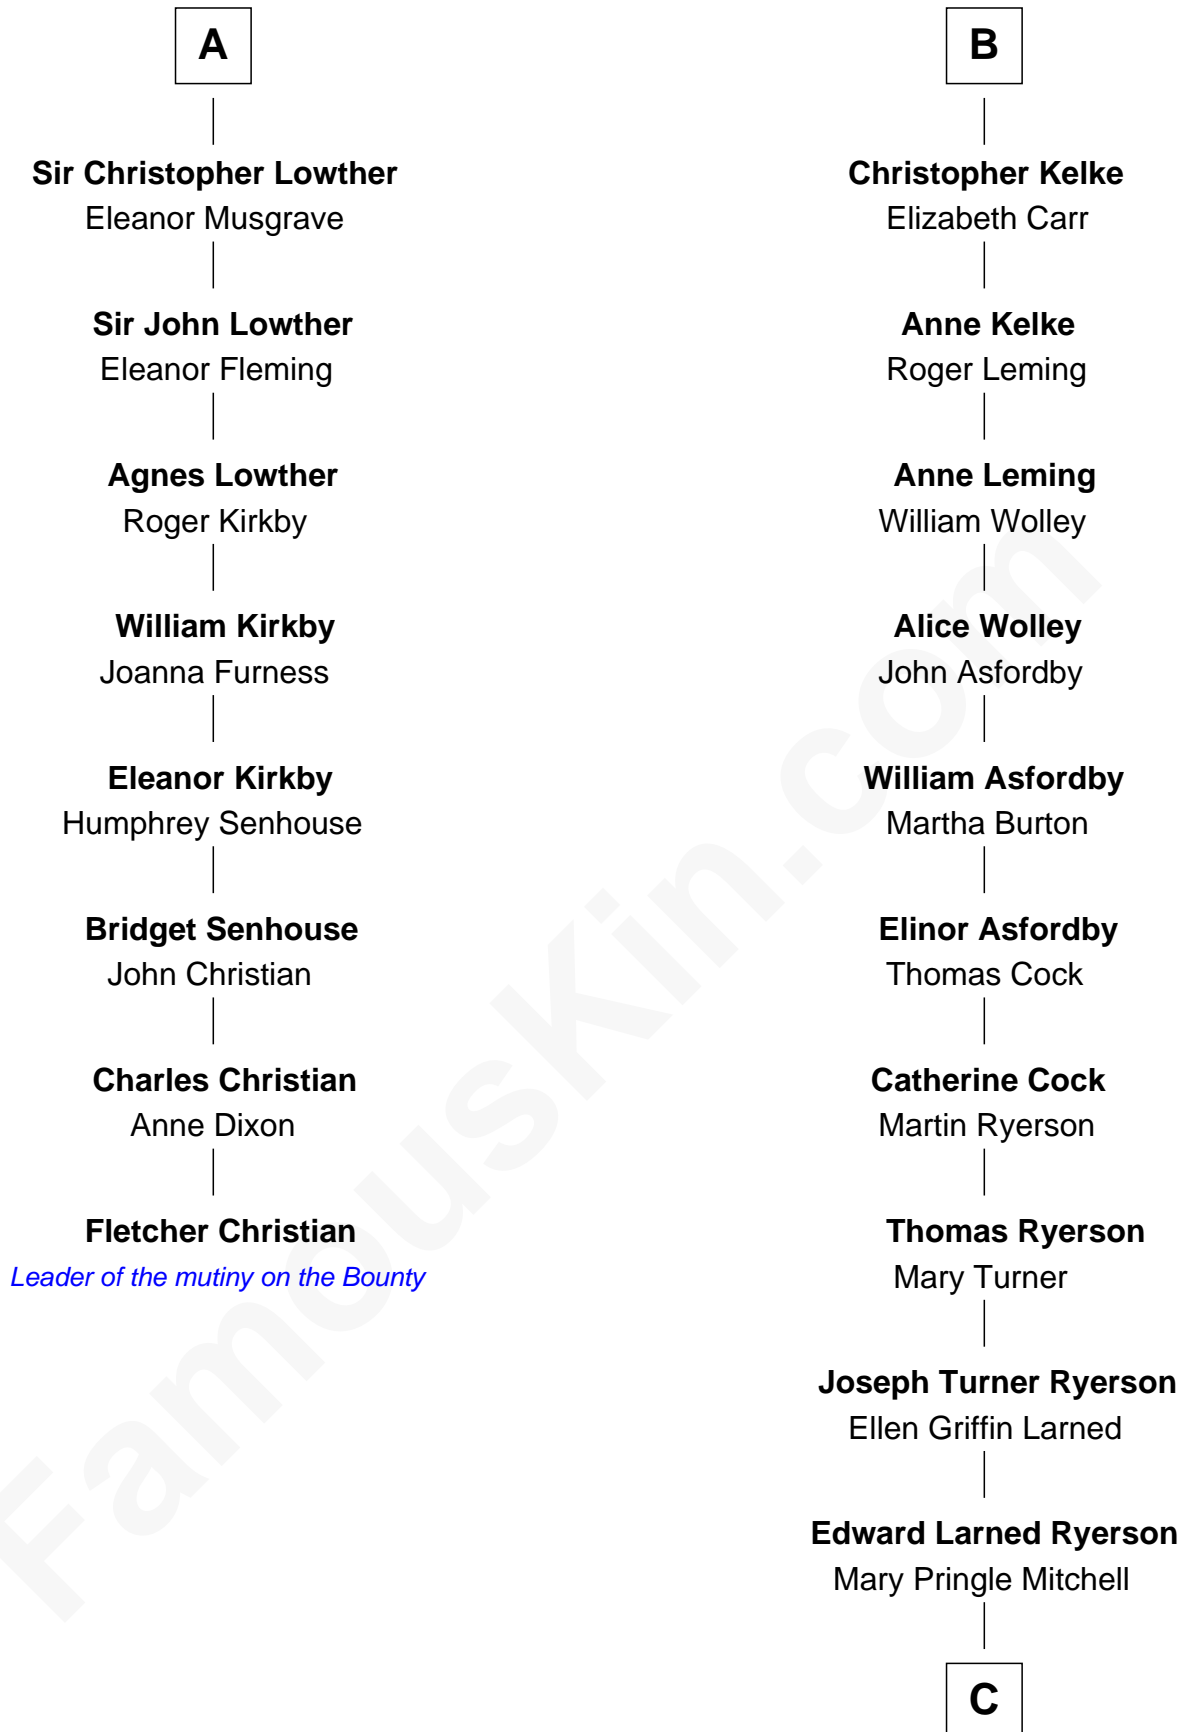 A
Sir Christopher Lowther
Eleanor Musgrave
Sir John Lowther
Eleanor Fleming
Agnes Lowther
Roger Kirkby
William Kirkby
Joanna Furness
Eleanor Kirkby
Humphrey Senhouse
Bridget Senhouse
John Christian
Charles Christian
Anne Dixon
Fletcher Christian
Leader of the mutiny on the Bounty
B
Christopher Kelke
Elizabeth Carr
Anne Kelke
Roger Leming
Anne Leming
William Wolley
Alice Wolley
John Asfordby
William Asfordby
Martha Burton
Elinor Asfordby
Thomas Cock
Catherine Cock
Martin Ryerson
Thomas Ryerson
Mary Turner
Joseph Turner Ryerson
Ellen Griffin Larned
Edward Larned Ryerson
Mary Pringle Mitchell
C
FamousKin.com